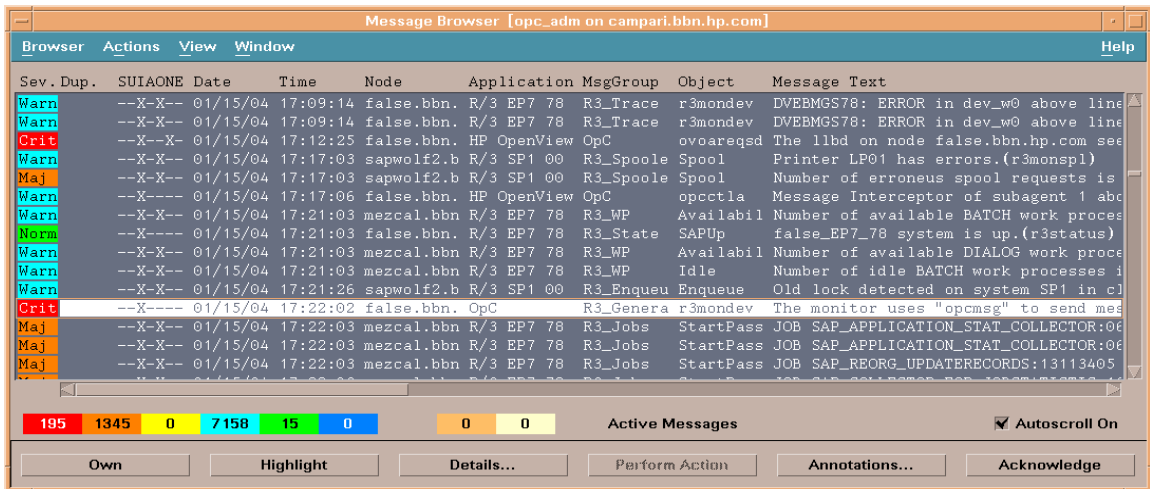 Message Browser [opc_adm on campari.bbn.hp.com]
Browser Actions View Window Help
Sev. Dup. SUIAONE Date Time Node Application MsgGroup Object Message Text
Warn --X-X-- 01/15/04 17:09:14 false.bbn. R/3 EP7 78 R3_Trace r3mondev DVEBMGS78: ERROR in dev_w0 above line
Warn --X-X-- 01/15/04 17:09:14 false.bbn. R/3 EP7 78 R3_Trace r3mondev DVEBMGS78: ERROR in dev_w0 above line
Crit --X--X- 01/15/04 17:12:25 false.bbn. HP OpenView OpC ovoareqsd The llbd on node false.bbn.hp.com see
Warn --X-X-- 01/15/04 17:17:03 sapwolf2.b R/3 SP1 00 R3_Spoole Spool Printer LP01 has errors.(r3monspl)
Maj --X-X-- 01/15/04 17:17:03 sapwolf2.b R/3 SP1 00 R3_Spoole Spool Number of erroneus spool requests is
Warn --X---- 01/15/04 17:17:06 false.bbn. HP OpenView OpC opcctla Message Interceptor of subagent 1 abo
Warn --X-X-- 01/15/04 17:21:03 mezcal.bbn R/3 EP7 78 R3_WP Availabil Number of available BATCH work proces
Norm --X---- 01/15/04 17:21:03 mezcal.bbn R/3 EP7 78 R3_State SAPUp false_EP7_78 system is up.(r3status)
Warn --X-X-- 01/15/04 17:21:03 mezcal.bbn R/3 EP7 78 R3_WP Availabil Number of available DIALOG work proce
Warn --X-X-- 01/15/04 17:21:03 mezcal.bbn R/3 EP7 78 R3_WP Idle Number of idle BATCH work processes i
Warn --X-X-- 01/15/04 17:21:26 sapwolf2.b R/3 SP1 00 R3_Enqueu Enqueue Old lock detected on system SP1 in cl
Crit --X---- 01/15/04 17:22:02 false.bbn. OpC R3_Genera r3mondev The monitor uses "opcmsg" to send mes
Maj --X-X-- 01/15/04 17:22:03 mezcal.bbn R/3 EP7 78 R3_Jobs StartPass JOB SAP_APPLICATION_STAT_COLLECTOR:06
Maj --X-X-- 01/15/04 17:22:03 mezcal.bbn R/3 EP7 78 R3_Jobs StartPass JOB SAP_APPLICATION_STAT_COLLECTOR:06
Maj --X-X-- 01/15/04 17:22:03 mezcal.bbn R/3 EP7 78 R3_Jobs StartPass JOB SAP_REORG_UPDATERECORDS:13113405
195 1345 0 7158 15 0 0 0 Active Messages Autoscroll On
Own Highlight Details... Perform Action Annotations... Acknowledge